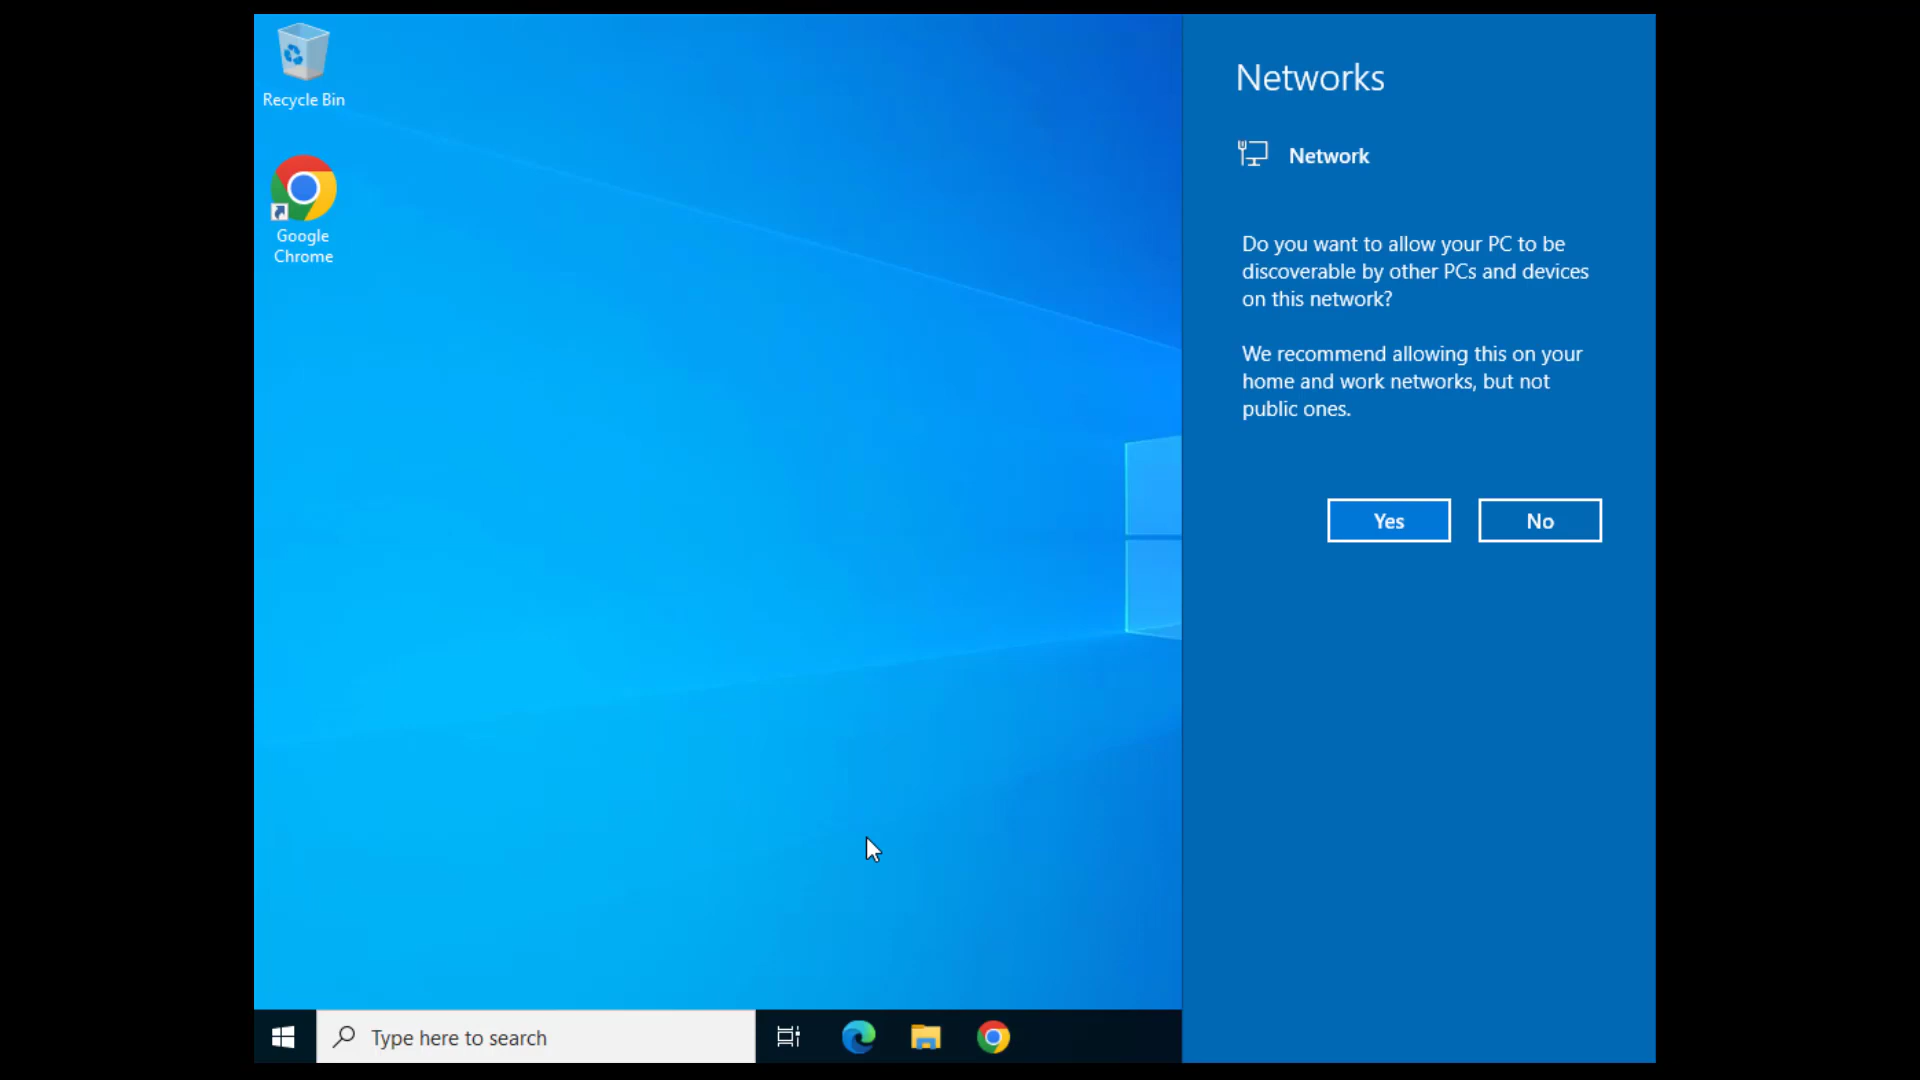 Recycle Bin
Google
Chrome
Networks
Network
Do you want to allow your PC to be
discoverable by other PCs and devices
on this network?
We recommend allowing this on your
home and work networks, but not
public ones.
Yes
No
Type here to search